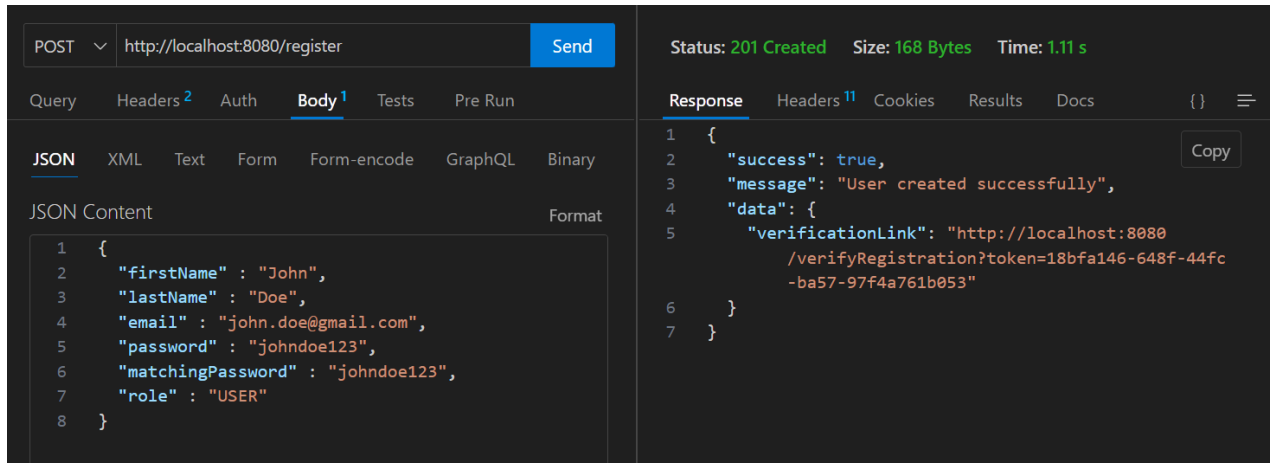 POST http://localhost:8080/register Send
Query Headers 2 Auth Body 1 Tests Pre Run
JSON XML Text Form Form-encode GraphQL Binary
JSON Content Format
1 {
2 "firstName" : "John",
3 "lastName" : "Doe",
4 "email" : "john.doe@gmail.com",
5 "password" : "johndoe123",
6 "matchingPassword" : "johndoe123",
7 "role" : "USER"
8 }
Status: 201 Created Size: 168 Bytes Time: 1.11 s
Response Headers 11 Cookies Results Docs { }
Copy
1 {
2 "success": true,
3 "message": "User created successfully",
4 "data": {
5 "verificationLink": "http://localhost:8080
/verifyRegistration?token=18bfa146-648f-44fc
-ba57-97f4a761b053"
6 }
7 }